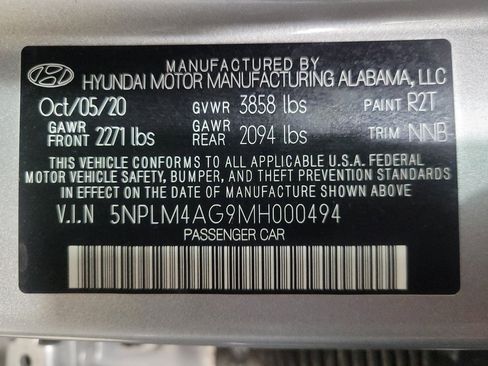 MANUFACTURED BY
HYUNDAI MOTOR MANUFACTURING ALABAMA, LLC
Oct/05/20 GVWR 3858 lbs PAINT R2T
GAWR FRONT 2271 lbs GAWR REAR 2094 lbs TRIM NNB
THIS VEHICLE CONFORMS TO ALL APPLICABLE U.S.A. FEDERAL
MOTOR VEHICLE SAFETY, BUMPER, AND THEFT PREVENTION STANDARDS
IN EFFECT ON THE DATE OF MANUFACTURE SHOWN ABOVE.
V.I.N 5NPLM4AG9MH000494
PASSENGER CAR